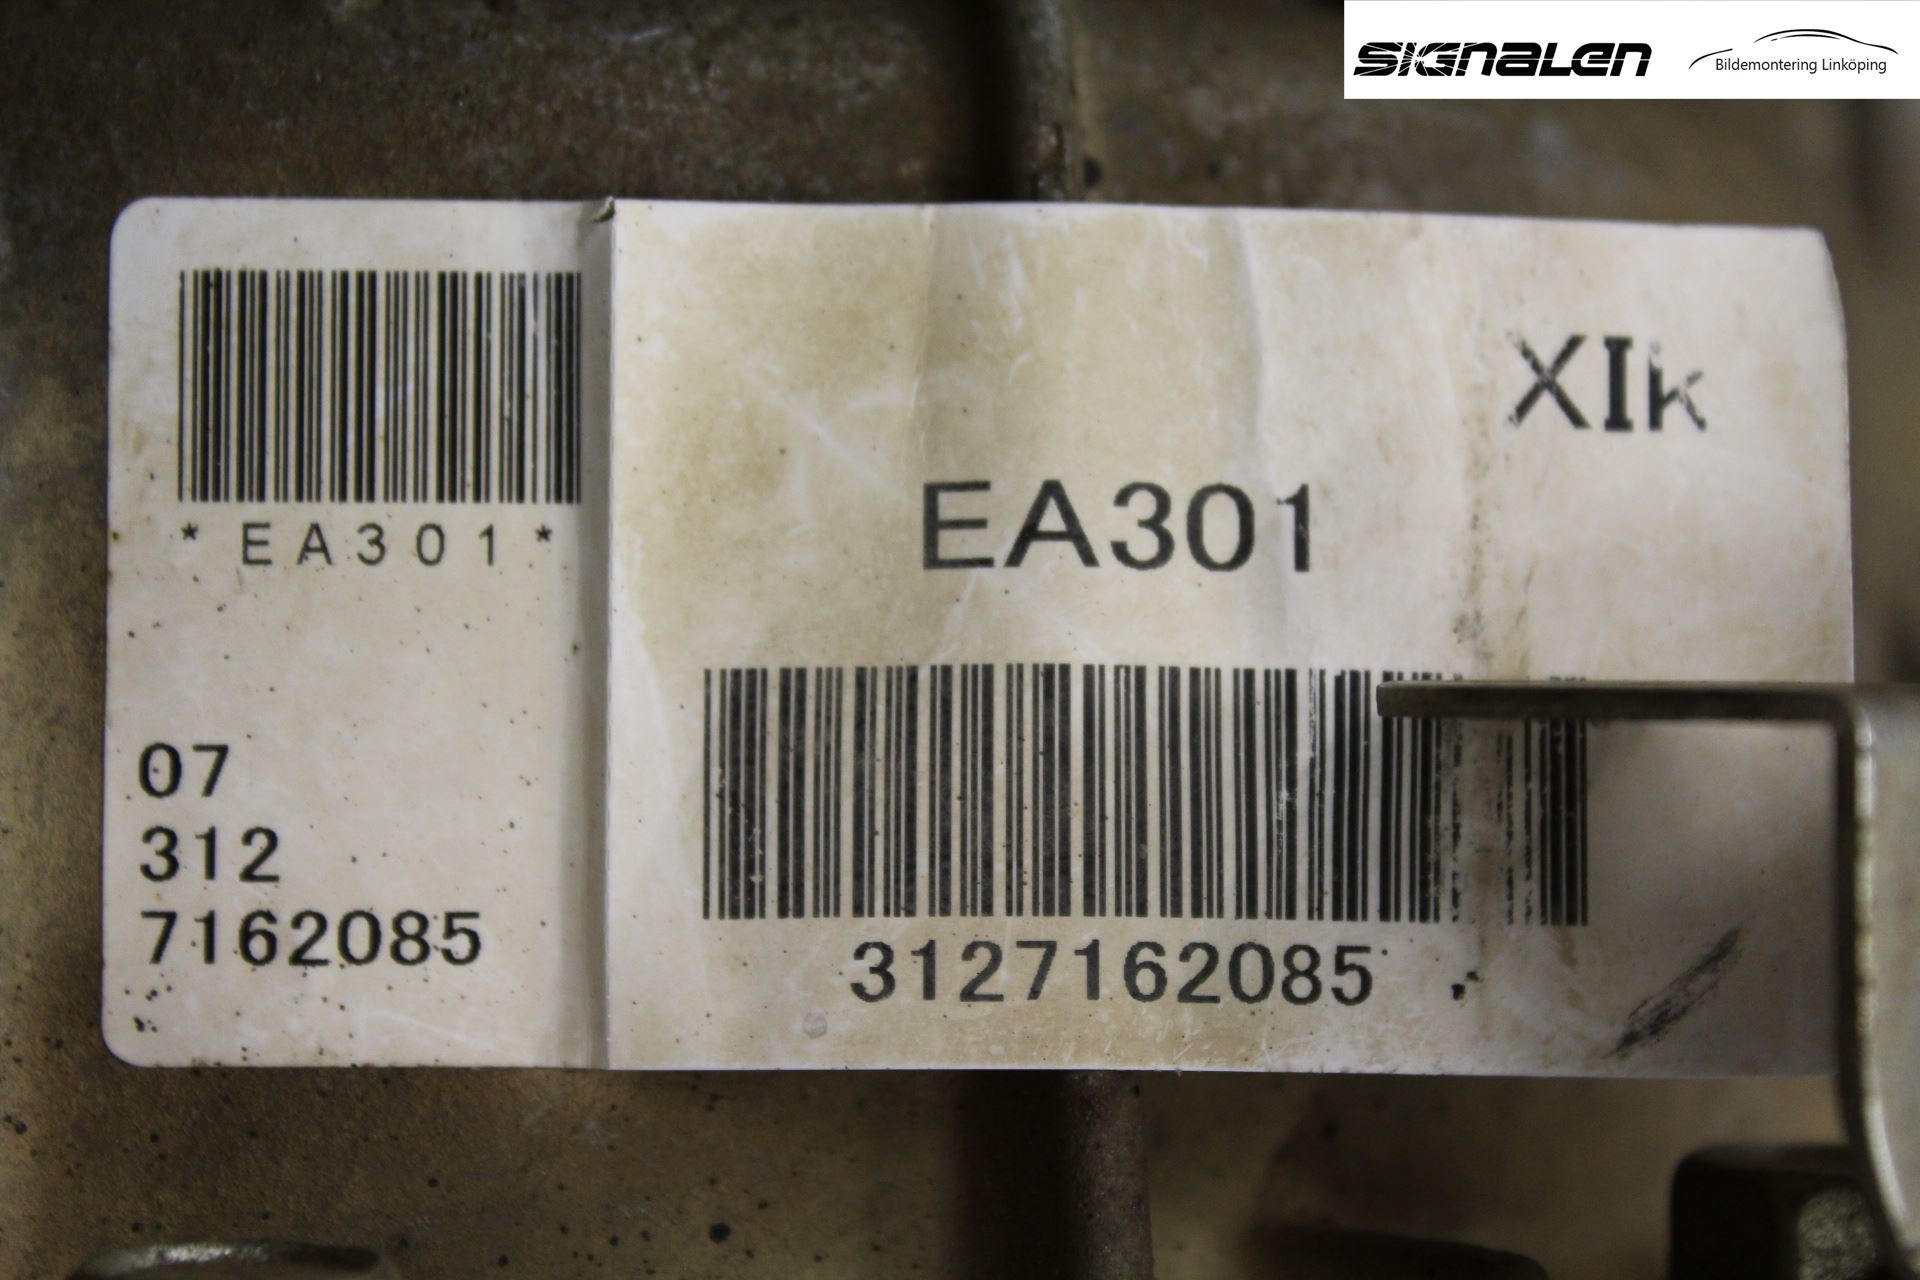 SIGNALEN
Bildemontering Linköping
XIk
*EA301*
EA301
07
312
7162085
3127162085